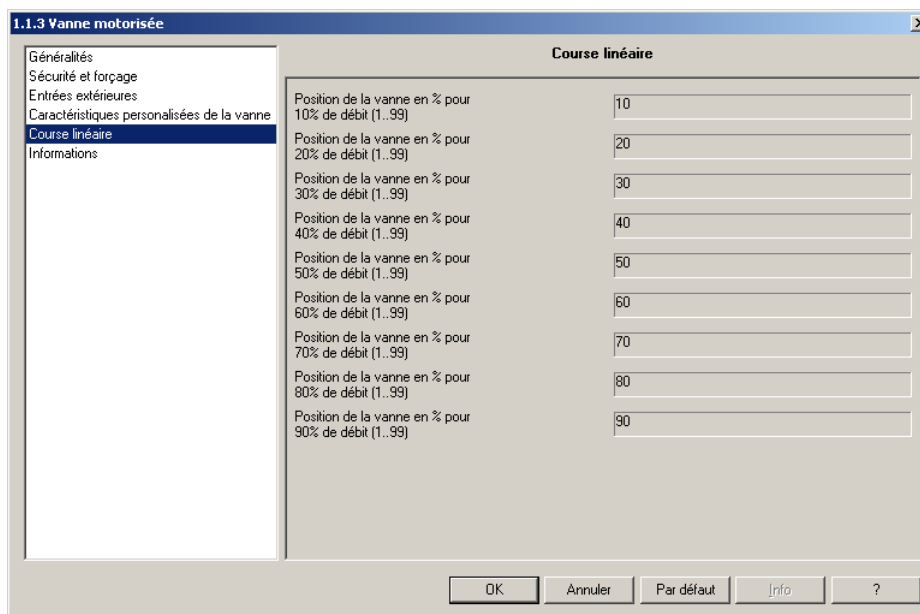 1.1.3 Vanne motorisée
Généralités
Sécurité et forçage
Entrées extérieures
Caractéristiques personalisées de la vanne
Course linéaire
Informations
Course linéaire
Position de la vanne en % pour
10% de débit (1..99)
10
Position de la vanne en % pour
20% de débit (1..99)
20
Position de la vanne en % pour
30% de débit (1..99)
30
Position de la vanne en % pour
40% de débit (1..99)
40
Position de la vanne en % pour
50% de débit (1..99)
50
Position de la vanne en % pour
60% de débit (1..99)
60
Position de la vanne en % pour
70% de débit (1..99)
70
Position de la vanne en % pour
80% de débit (1..99)
80
Position de la vanne en % pour
90% de débit (1..99)
90
OK Annuler Par défaut Info ?